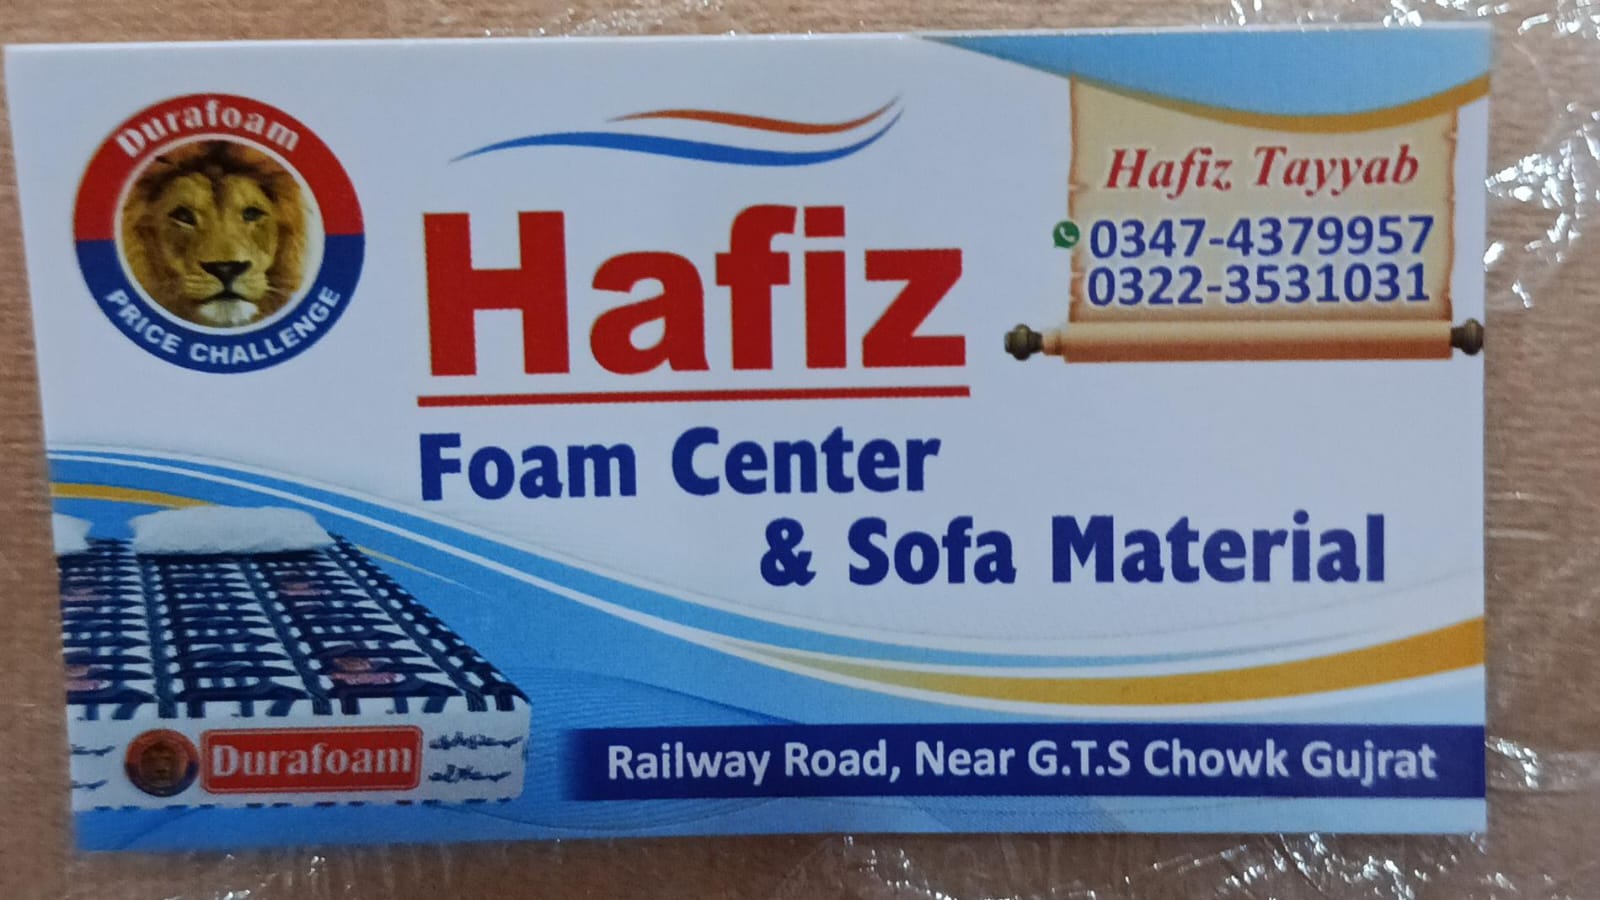 Durafoam
PRICE CHALLENGE
Hafiz
Foam Center
& Sofa Material
Hafiz Tayyab
0347-4379957
0322-3531031
Durafoam
Railway Road, Near G.T.S Chowk Gujrat